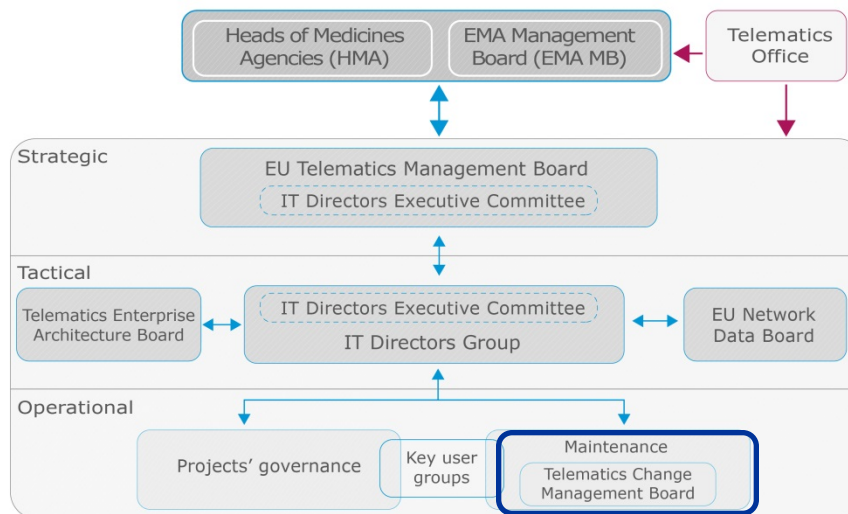 Heads of Medicines
Agencies (HMA)
EMA Management
Board (EMA MB)
Telematics
Office
Strategic
EU Telematics Management Board
IT Directors Executive Committee
Tactical
Telematics Enterprise
Architecture Board
IT Directors Executive Committee
IT Directors Group
EU Network
Data Board
Operational
Projects’ governance
Key user
groups
Maintenance
Telematics Change
Management Board